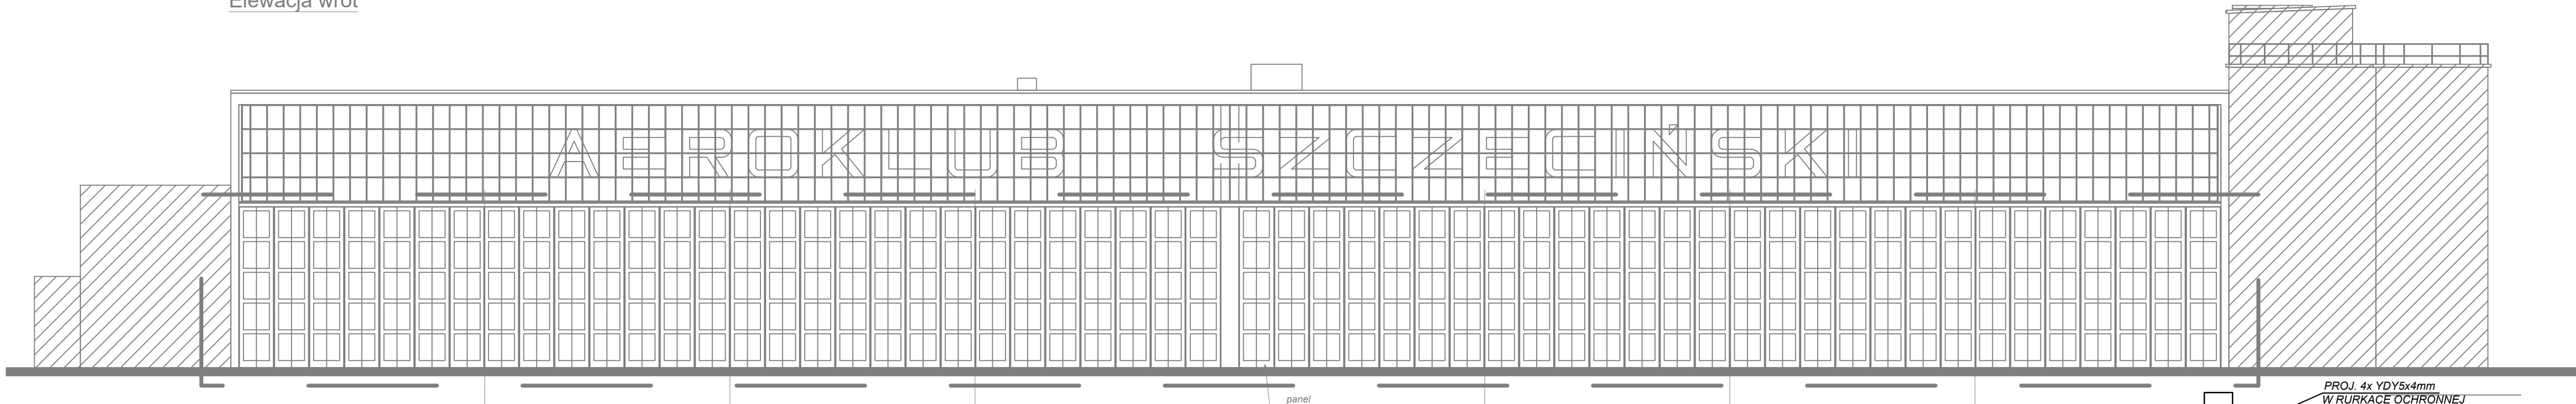 Elewacja wrót
AEROKLUB SZCZECIŃSKI
panel
PROJ. 4x YDY5x4mm
W RURKACE OCHRONNEJ